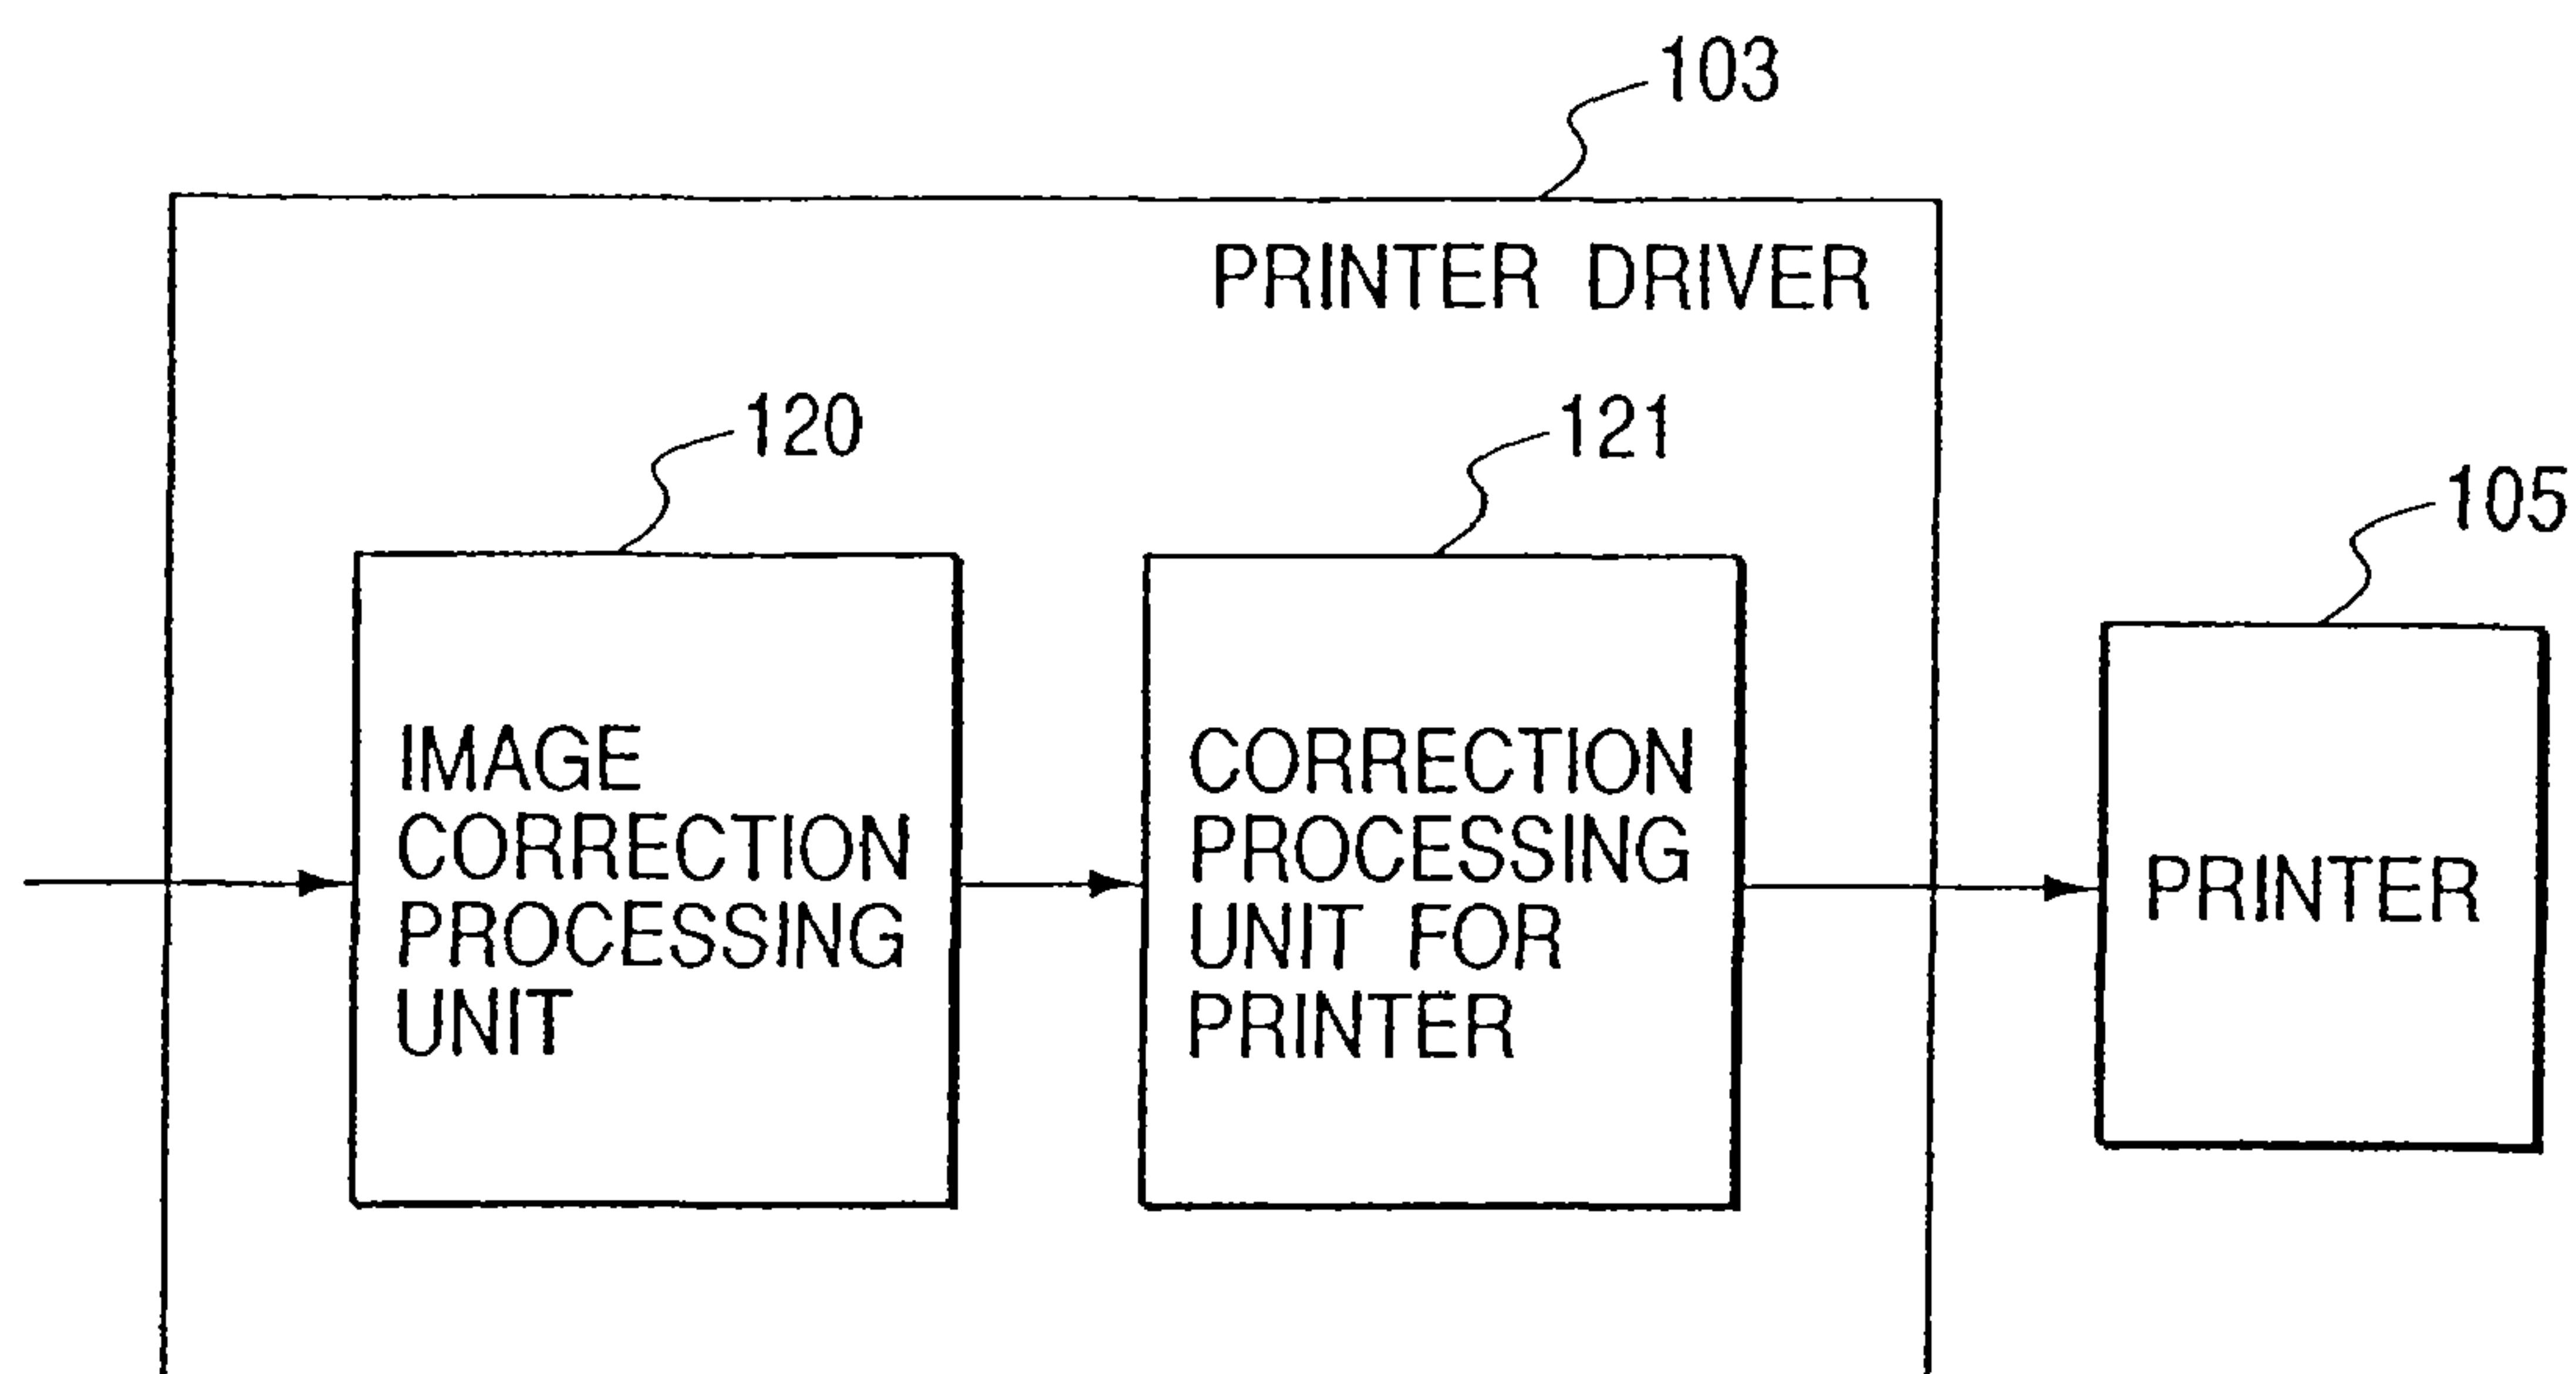 103
PRINTER DRIVER
120
121
105
IMAGE
CORRECTION
PROCESSING
UNIT
CORRECTION
PROCESSING
UNIT FOR
PRINTER
PRINTER